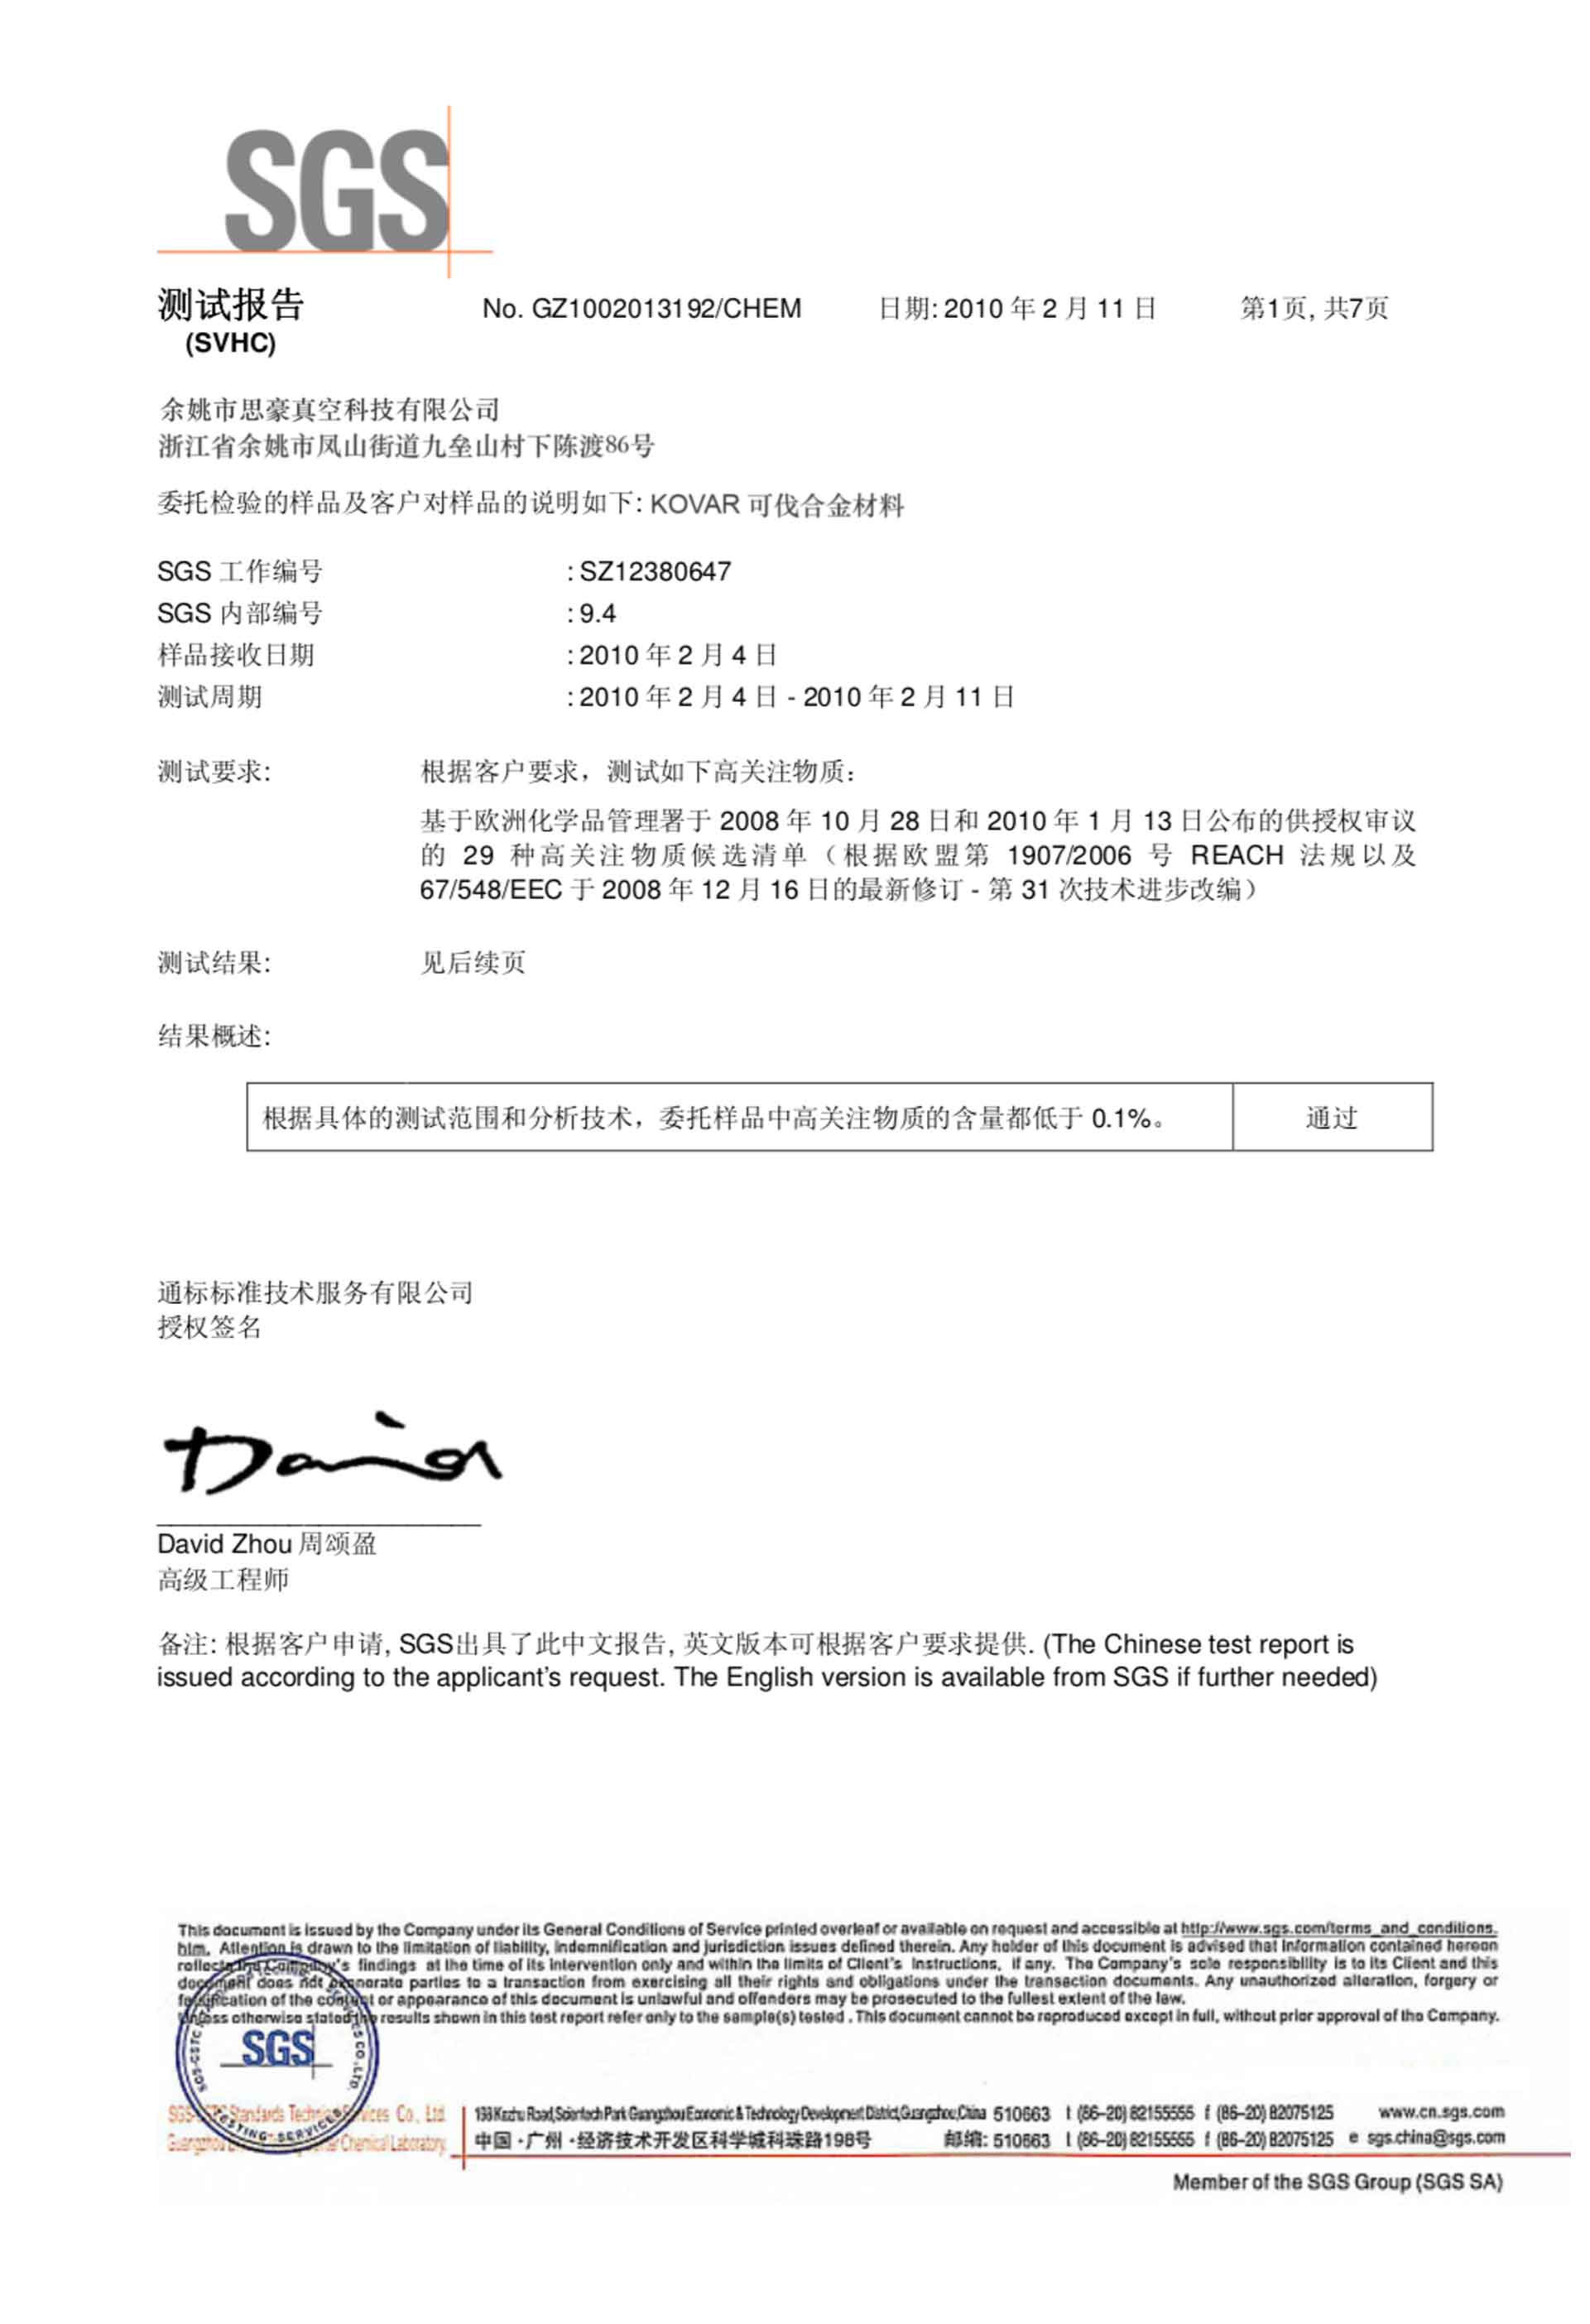 SGS
测试报告 No. GZ1002013192/CHEM 日期: 2010 年 2 月 11 日 第1页, 共7页
(SVHC)
余姚市思豪真空科技有限公司
浙江省余姚市凤山街道九垒山村下陈渡86号
委托检验的样品及客户对样品的说明如下: KOVAR 可伐合金材料
SGS 工作编号 : SZ12380647
SGS 内部编号 : 9.4
样品接收日期 : 2010 年 2 月 4 日
测试周期 : 2010 年 2 月 4 日 - 2010 年 2 月 11 日
测试要求: 根据客户要求，测试如下高关注物质：
基于欧洲化学品管理署于 2008 年 10 月 28 日和 2010 年 1 月 13 日公布的供授权审议
的 29 种高关注物质候选清单（根据欧盟第 1907/2006 号 REACH 法规以及
67/548/EEC 于 2008 年 12 月 16 日的最新修订 - 第 31 次技术进步改编）
测试结果: 见后续页
结果概述:
根据具体的测试范围和分析技术，委托样品中高关注物质的含量都低于 0.1%。 通过
通标标准技术服务有限公司
授权签名
David
David Zhou 周颂盈
高级工程师
备注: 根据客户申请, SGS出具了此中文报告, 英文版本可根据客户要求提供. (The Chinese test report is
issued according to the applicant's request. The English version is available from SGS if further needed)
This document is issued by the Company under its General Conditions of Service printed overleaf or available on request and accessible at http://www.sgs.com/terms_and_conditions.
htm. Attention is drawn to the limitation of liability, indemnification and jurisdiction issues defined therein. Any holder of this document is advised that information contained hereon
reflects the Company's findings at the time of its intervention only and within the limits of Client's instructions, if any. The Company's sole responsibility is to its Client and this
document does not exonerate parties to a transaction from exercising all their rights and obligations under the transaction documents. Any unauthorized alteration, forgery or
falsification of the content or appearance of this document is unlawful and offenders may be prosecuted to the fullest extent of the law.
Unless otherwise stated the results shown in this test report refer only to the sample(s) tested . This document cannot be reproduced except in full, without prior approval of the Company.
SGS
TESTING SERVICES
Standards Services Co., Ltd. 198 Kezhu Road,Scientech Park Guangzhou Economic & Technology Development District,Guangzhou,China 510663 t (86-20) 82155555 f (86-20) 82075125 www.cn.sgs.com
Guangzhou Chemical Laboratory. 中国 ·广州 ·经济技术开发区科学城科珠路198号 邮编: 510663 t (86-20) 82155555 f (86-20) 82075125 e sgs.china@sgs.com
Member of the SGS Group (SGS SA)